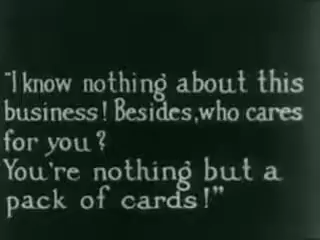 "I know nothing about this
business! Besides, who cares
for you?
You're nothing but a
pack of cards!"